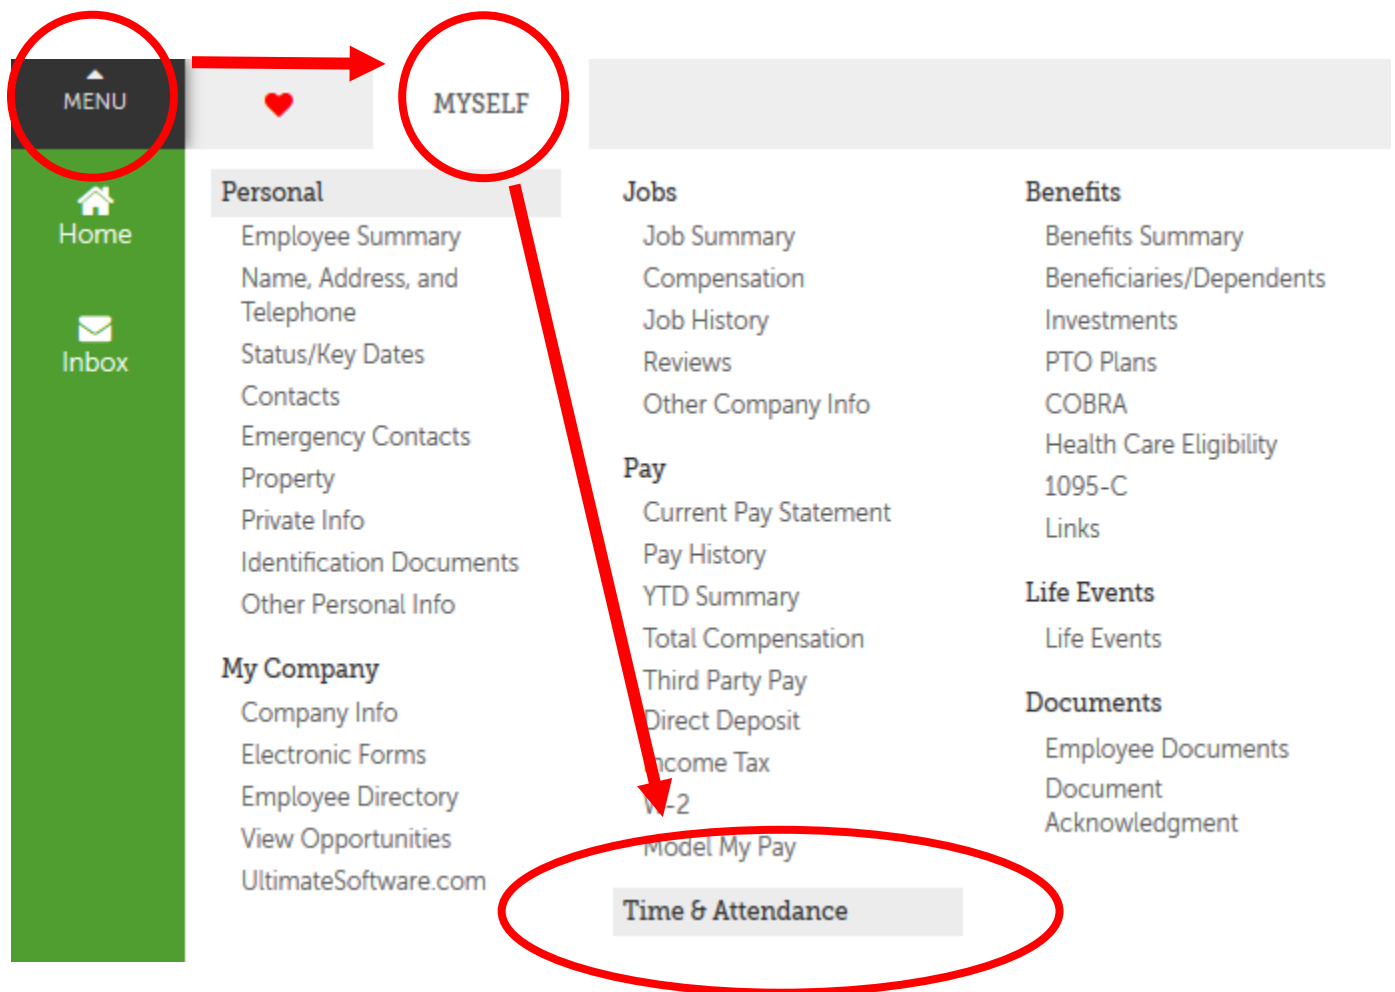 MENU
MYSELF
Home
Inbox
Personal
Employee Summary
Name, Address, and
Telephone
Status/Key Dates
Contacts
Emergency Contacts
Property
Private Info
Identification Documents
Other Personal Info
My Company
Company Info
Electronic Forms
Employee Directory
View Opportunities
UltimateSoftware.com
Jobs
Job Summary
Compensation
Job History
Reviews
Other Company Info
Pay
Current Pay Statement
Pay History
YTD Summary
Total Compensation
Third Party Pay
Direct Deposit
Income Tax
W-2
Model My Pay
Time & Attendance
Benefits
Benefits Summary
Beneficiaries/Dependents
Investments
PTO Plans
COBRA
Health Care Eligibility
1095-C
Links
Life Events
Life Events
Documents
Employee Documents
Document
Acknowledgment